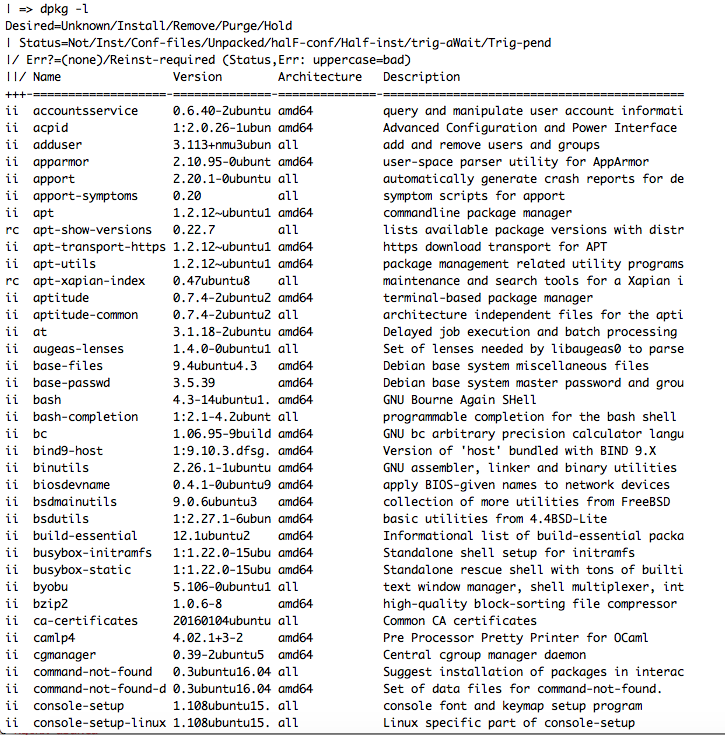 | => dpkg -l
Desired=Unknown/Install/Remove/Purge/Hold
| Status=Not/Inst/Conf-files/Unpacked/halF-conf/Half-inst/trig-aWait/Trig-pend
|/ Err?=(none)/Reinst-required (Status,Err: uppercase=bad)
||/ Name                Version        Architecture  Description
+++-===================-==============-=============-=========================================
ii  accountsservice     0.6.40-2ubuntu amd64         query and manipulate user account informati
ii  acpid               1:2.0.26-1ubun amd64         Advanced Configuration and Power Interface
ii  adduser             3.113+nmu3ubun all           add and remove users and groups
ii  apparmor            2.10.95-0ubunt amd64         user-space parser utility for AppArmor
ii  apport              2.20.1-0ubuntu all           automatically generate crash reports for de
ii  apport-symptoms     0.20           all           symptom scripts for apport
ii  apt                 1.2.12~ubuntu1 amd64         commandline package manager
rc  apt-show-versions   0.22.7         all           lists available package versions with distr
ii  apt-transport-https 1.2.12~ubuntu1 amd64         https download transport for APT
ii  apt-utils           1.2.12~ubuntu1 amd64         package management related utility programs
rc  apt-xapian-index    0.47ubuntu8    all           maintenance and search tools for a Xapian i
ii  aptitude            0.7.4-2ubuntu2 amd64         terminal-based package manager
ii  aptitude-common     0.7.4-2ubuntu2 all           architecture independent files for the apti
ii  at                  3.1.18-2ubuntu amd64         Delayed job execution and batch processing
ii  augeas-lenses       1.4.0-0ubuntu1 all           Set of lenses needed by libaugeas0 to parse
ii  base-files          9.4ubuntu4.3   amd64         Debian base system miscellaneous files
ii  base-passwd         3.5.39         amd64         Debian base system master password and grou
ii  bash                4.3-14ubuntu1. amd64         GNU Bourne Again SHell
ii  bash-completion     1:2.1-4.2ubunt all           programmable completion for the bash shell
ii  bc                  1.06.95-9build amd64         GNU bc arbitrary precision calculator langu
ii  bind9-host          1:9.10.3.dfsg. amd64         Version of 'host' bundled with BIND 9.X
ii  binutils            2.26.1-1ubuntu amd64         GNU assembler, linker and binary utilities
ii  biosdevname         0.4.1-0ubuntu9 amd64         apply BIOS-given names to network devices
ii  bsdmainutils        9.0.6ubuntu3   amd64         collection of more utilities from FreeBSD
ii  bsdutils            1:2.27.1-6ubun amd64         basic utilities from 4.4BSD-Lite
ii  build-essential     12.1ubuntu2    amd64         Informational list of build-essential packa
ii  busybox-initramfs   1:1.22.0-15ubu amd64         Standalone shell setup for initramfs
ii  busybox-static      1:1.22.0-15ubu amd64         Standalone rescue shell with tons of builti
ii  byobu               5.106-0ubuntu1 all           text window manager, shell multiplexer, int
ii  bzip2               1.0.6-8        amd64         high-quality block-sorting file compressor
ii  ca-certificates     20160104ubuntu all           Common CA certificates
ii  camlp4              4.02.1+3-2     amd64         Pre Processor Pretty Printer for OCaml
ii  cgmanager           0.39-2ubuntu5  amd64         Central cgroup manager daemon
ii  command-not-found   0.3ubuntu16.04 all           Suggest installation of packages in interac
ii  command-not-found-d 0.3ubuntu16.04 amd64         Set of data files for command-not-found.
ii  console-setup       1.108ubuntu15. all           console font and keymap setup program
ii  console-setup-linux 1.108ubuntu15. all           Linux specific part of console-setup